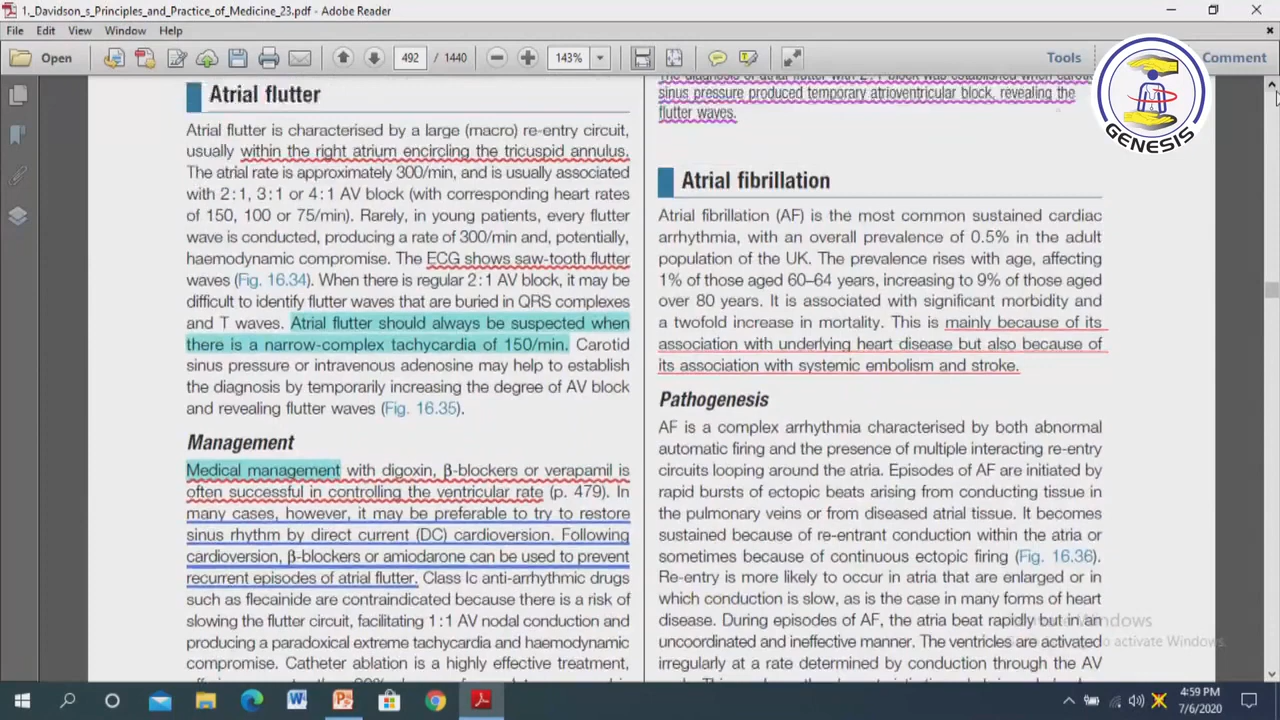 1._Davidson_s_Principles_and_Practice_of_Medicine_23.pdf - Adobe Reader
File Edit View Window Help
Open 492 / 1440 143% Tools Comment
GENESIS
Atrial flutter
Atrial flutter is characterised by a large (macro) re-entry circuit,
usually within the right atrium encircling the tricuspid annulus.
The atrial rate is approximately 300/min, and is usually associated
with 2:1, 3:1 or 4:1 AV block (with corresponding heart rates
of 150, 100 or 75/min). Rarely, in young patients, every flutter
wave is conducted, producing a rate of 300/min and, potentially,
haemodynamic compromise. The ECG shows saw-tooth flutter
waves (Fig. 16.34). When there is regular 2:1 AV block, it may be
difficult to identify flutter waves that are buried in QRS complexes
and T waves. Atrial flutter should always be suspected when
there is a narrow-complex tachycardia of 150/min. Carotid
sinus pressure or intravenous adenosine may help to establish
the diagnosis by temporarily increasing the degree of AV block
and revealing flutter waves (Fig. 16.35).
Management
Medical management with digoxin, β-blockers or verapamil is
often successful in controlling the ventricular rate (p. 479). In
many cases, however, it may be preferable to try to restore
sinus rhythm by direct current (DC) cardioversion. Following
cardioversion, β-blockers or amiodarone can be used to prevent
recurrent episodes of atrial flutter. Class Ic anti-arrhythmic drugs
such as flecainide are contraindicated because there is a risk of
slowing the flutter circuit, facilitating 1:1 AV nodal conduction and
producing a paradoxical extreme tachycardia and haemodynamic
compromise. Catheter ablation is a highly effective treatment,
The diagnosis of atrial flutter with 2:1 block was established when carotid
sinus pressure produced temporary atrioventricular block, revealing the
flutter waves.
Atrial fibrillation
Atrial fibrillation (AF) is the most common sustained cardiac
arrhythmia, with an overall prevalence of 0.5% in the adult
population of the UK. The prevalence rises with age, affecting
1% of those aged 60–64 years, increasing to 9% of those aged
over 80 years. It is associated with significant morbidity and
a twofold increase in mortality. This is mainly because of its
association with underlying heart disease but also because of
its association with systemic embolism and stroke.
Pathogenesis
AF is a complex arrhythmia characterised by both abnormal
automatic firing and the presence of multiple interacting re-entry
circuits looping around the atria. Episodes of AF are initiated by
rapid bursts of ectopic beats arising from conducting tissue in
the pulmonary veins or from diseased atrial tissue. It becomes
sustained because of re-entrant conduction within the atria or
sometimes because of continuous ectopic firing (Fig. 16.36).
Re-entry is more likely to occur in atria that are enlarged or in
which conduction is slow, as is the case in many forms of heart
disease. During episodes of AF, the atria beat rapidly but in an
uncoordinated and ineffective manner. The ventricles are activated
irregularly at a rate determined by conduction through the AV
4:59 PM
7/6/2020